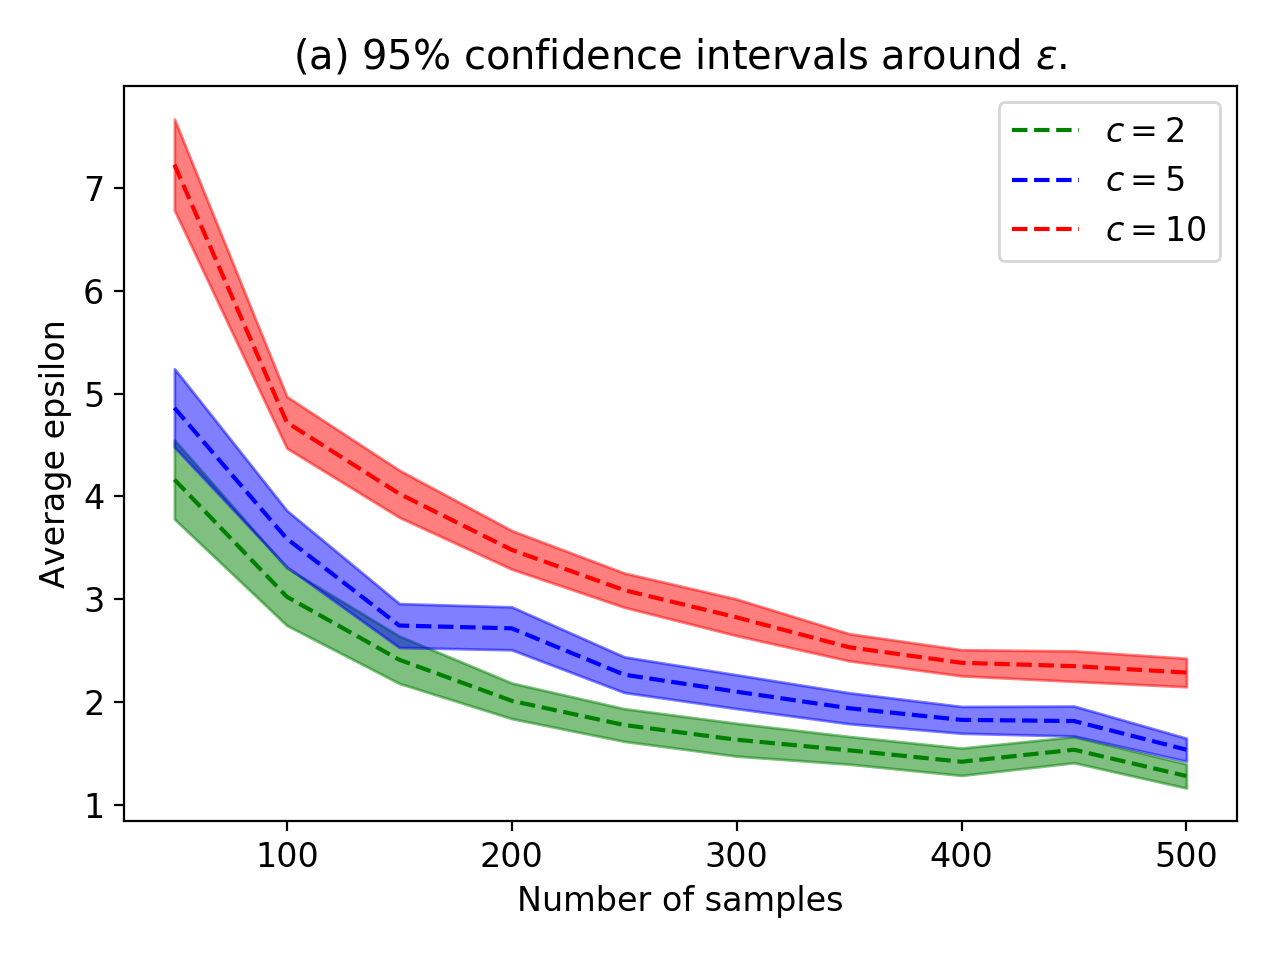 (a) 95% confidence intervals around ε.
c = 2
c = 5
c = 10
Average epsilon
7
6
5
4
3
2
1
100 200 300 400 500
Number of samples